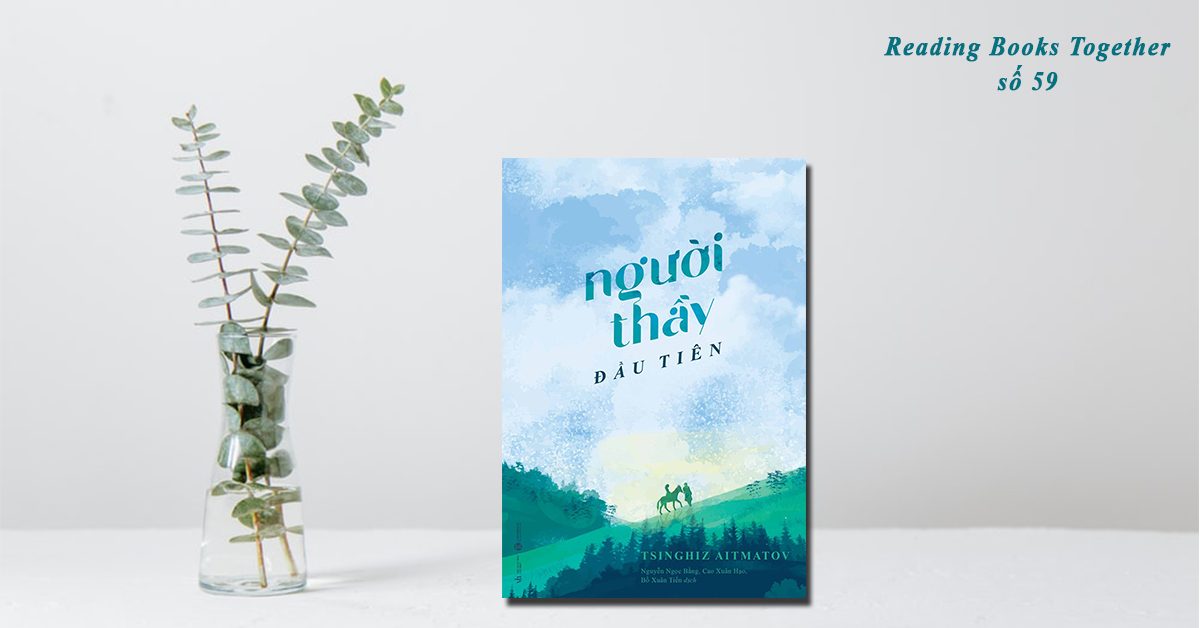 Reading Books Together
số 59
người
thầy
ĐẦU TIÊN
TSINGHIZ AITMATOV
Nguyễn Ngọc Bằng, Cao Xuân Hạo,
Bồ Xuân Tiến dịch